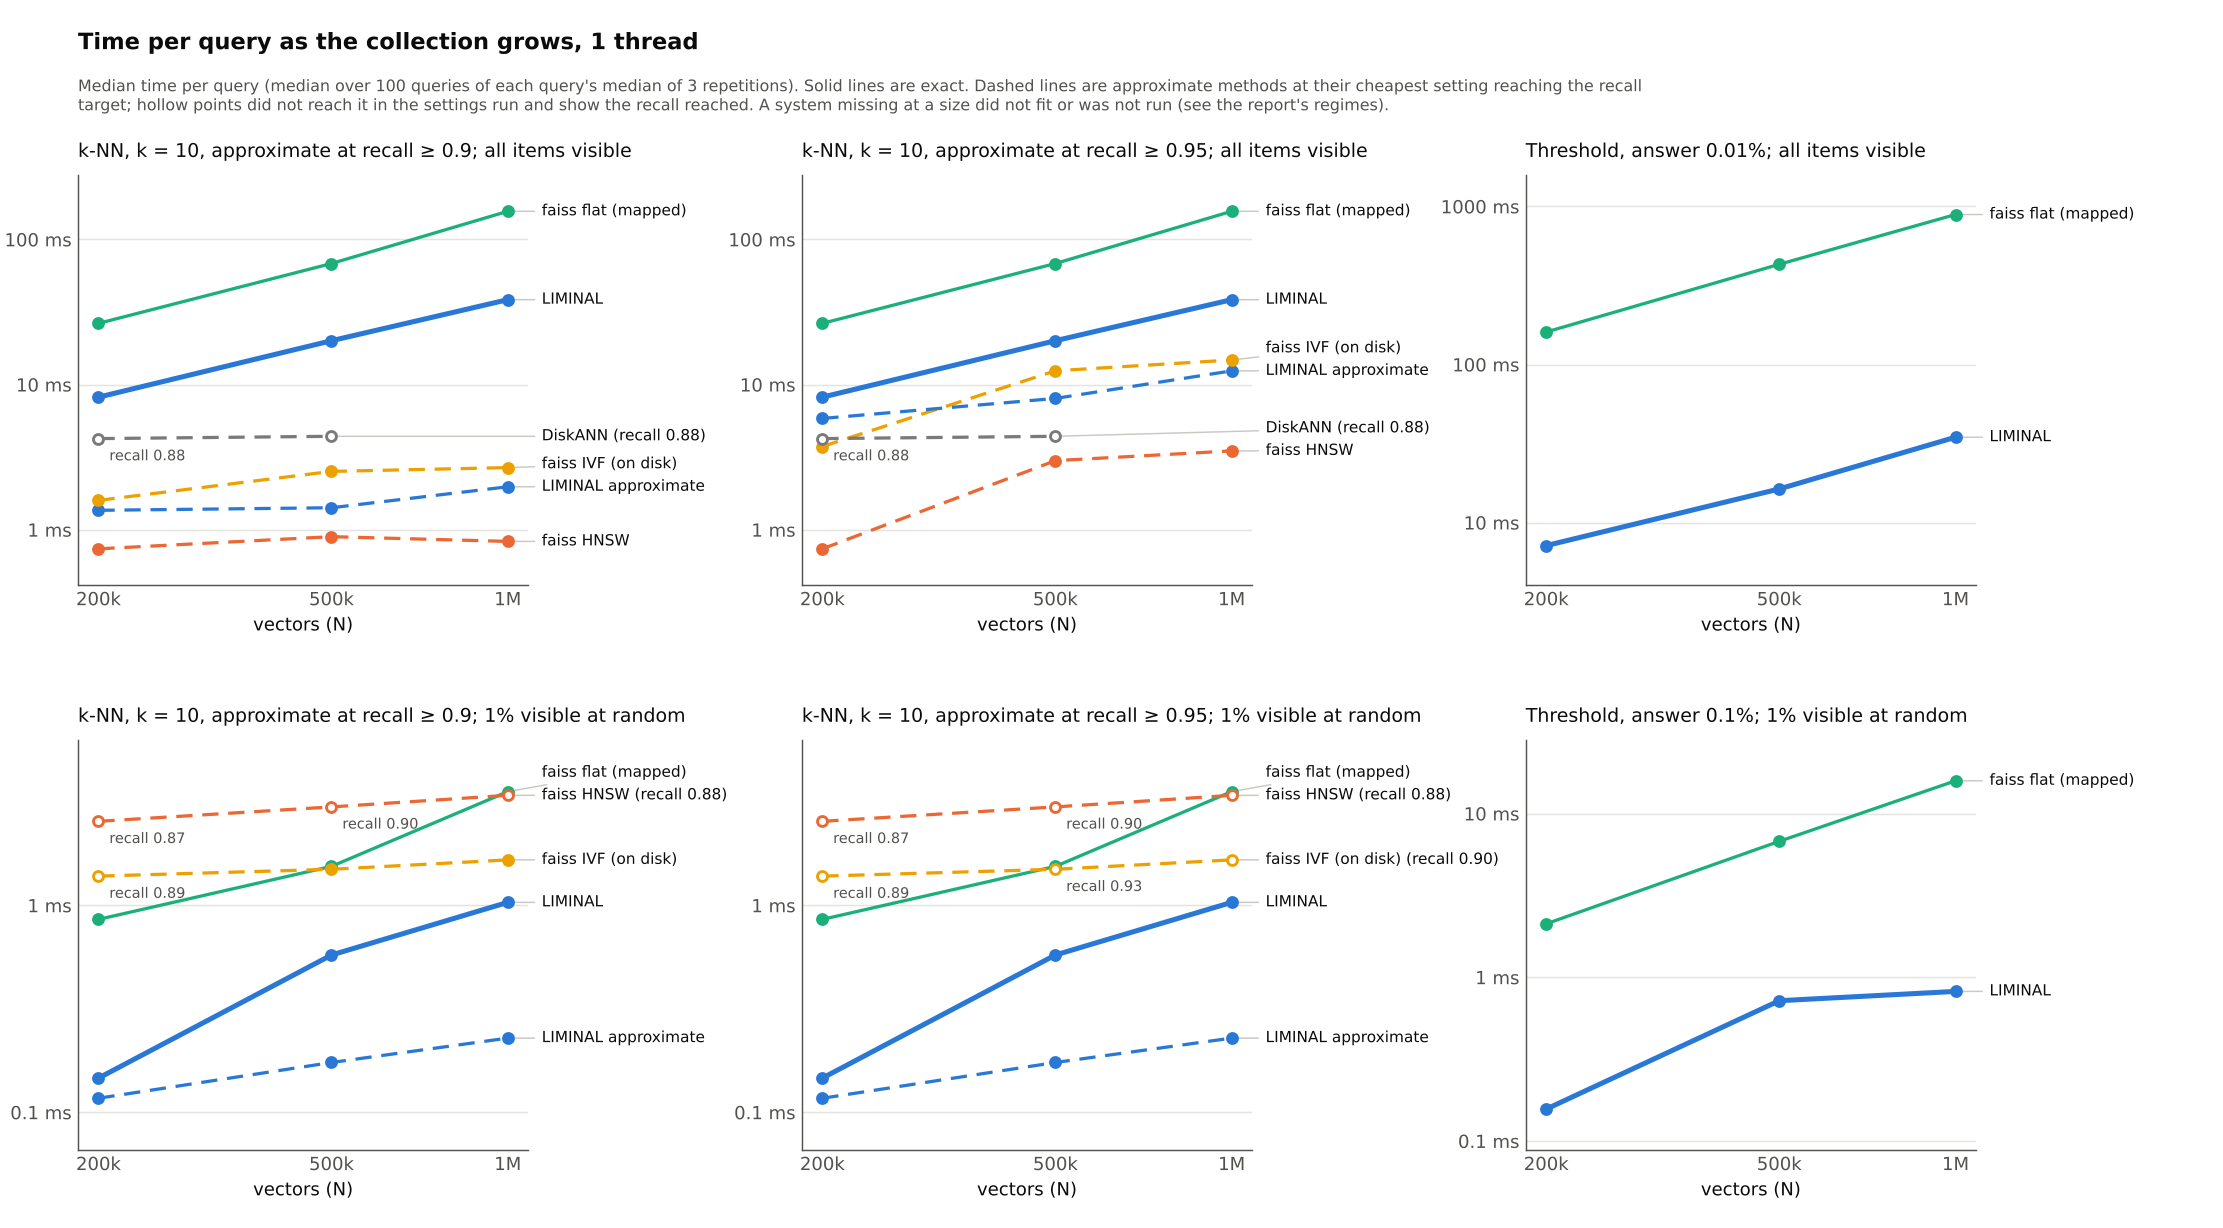 Time per query as the collection grows, 1 thread
Median time per query (median over 100 queries of each query's median of 3 repetitions). Solid lines are exact. Dashed lines are approximate methods at their cheapest setting reaching the recall
target; hollow points did not reach it in the settings run and show the recall reached. A system missing at a size did not fit or was not run (see the report's regimes).
k-NN, k = 10, approximate at recall ≥ 0.9; all items visible
100 ms
10 ms
1 ms
faiss flat (mapped)
LIMINAL
DiskANN (recall 0.88)
recall 0.88
faiss IVF (on disk)
LIMINAL approximate
faiss HNSW
200k
500k
1M
vectors (N)
k-NN, k = 10, approximate at recall ≥ 0.95; all items visible
100 ms
10 ms
1 ms
faiss flat (mapped)
LIMINAL
faiss IVF (on disk)
LIMINAL approximate
DiskANN (recall 0.88)
recall 0.88
faiss HNSW
200k
500k
1M
vectors (N)
Threshold, answer 0.01%; all items visible
1000 ms
100 ms
10 ms
faiss flat (mapped)
LIMINAL
200k
500k
1M
vectors (N)
k-NN, k = 10, approximate at recall ≥ 0.9; 1% visible at random
1 ms
0.1 ms
faiss flat (mapped)
faiss HNSW (recall 0.88)
recall 0.90
recall 0.87
faiss IVF (on disk)
recall 0.89
LIMINAL
LIMINAL approximate
200k
500k
1M
vectors (N)
k-NN, k = 10, approximate at recall ≥ 0.95; 1% visible at random
1 ms
0.1 ms
faiss flat (mapped)
faiss HNSW (recall 0.88)
recall 0.90
recall 0.87
faiss IVF (on disk) (recall 0.90)
recall 0.93
recall 0.89
LIMINAL
LIMINAL approximate
200k
500k
1M
vectors (N)
Threshold, answer 0.1%; 1% visible at random
10 ms
1 ms
0.1 ms
faiss flat (mapped)
LIMINAL
200k
500k
1M
vectors (N)